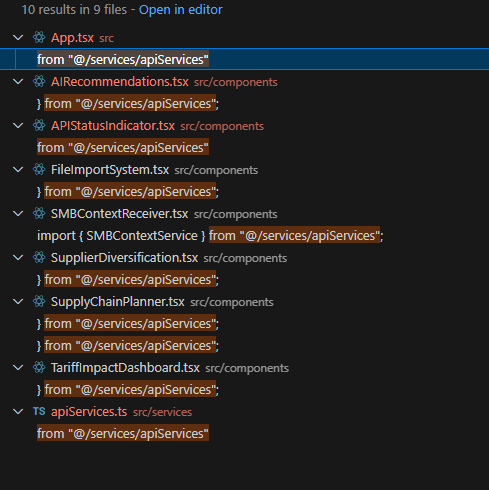 10 results in 9 files - Open in editor
App.tsx src
from "@/services/apiServices"
AIRecommendations.tsx src/components
} from "@/services/apiServices";
APIStatusIndicator.tsx src/components
from "@/services/apiServices"
FileImportSystem.tsx src/components
} from "@/services/apiServices";
SMBContextReceiver.tsx src/components
import { SMBContextService } from "@/services/apiServices";
SupplierDiversification.tsx src/components
} from "@/services/apiServices";
SupplyChainPlanner.tsx src/components
} from "@/services/apiServices";
} from "@/services/apiServices";
TariffImpactDashboard.tsx src/components
} from "@/services/apiServices";
TS apiServices.ts src/services
from "@/services/apiServices"